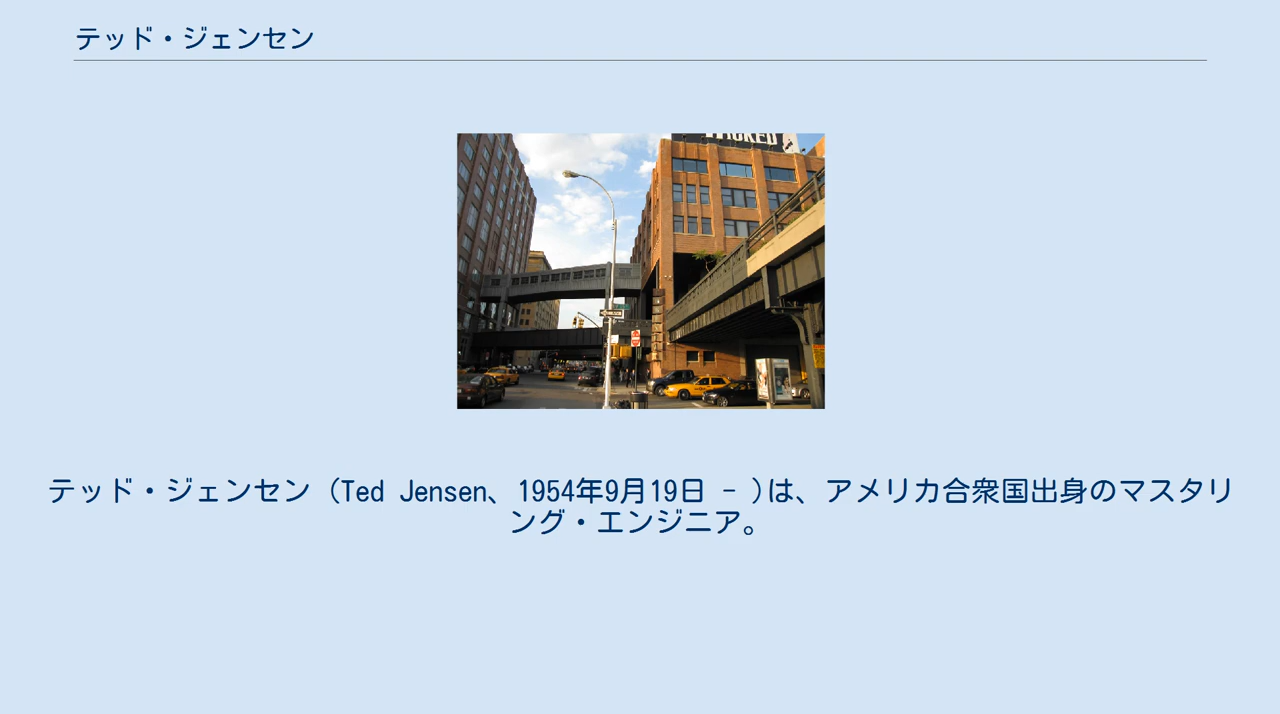 テッド・ジェンセン
WICKED
テッド・ジェンセン（Ted Jensen、1954年9月19日 - )は、アメリカ合衆国出身のマスタリ
ング・エンジニア。